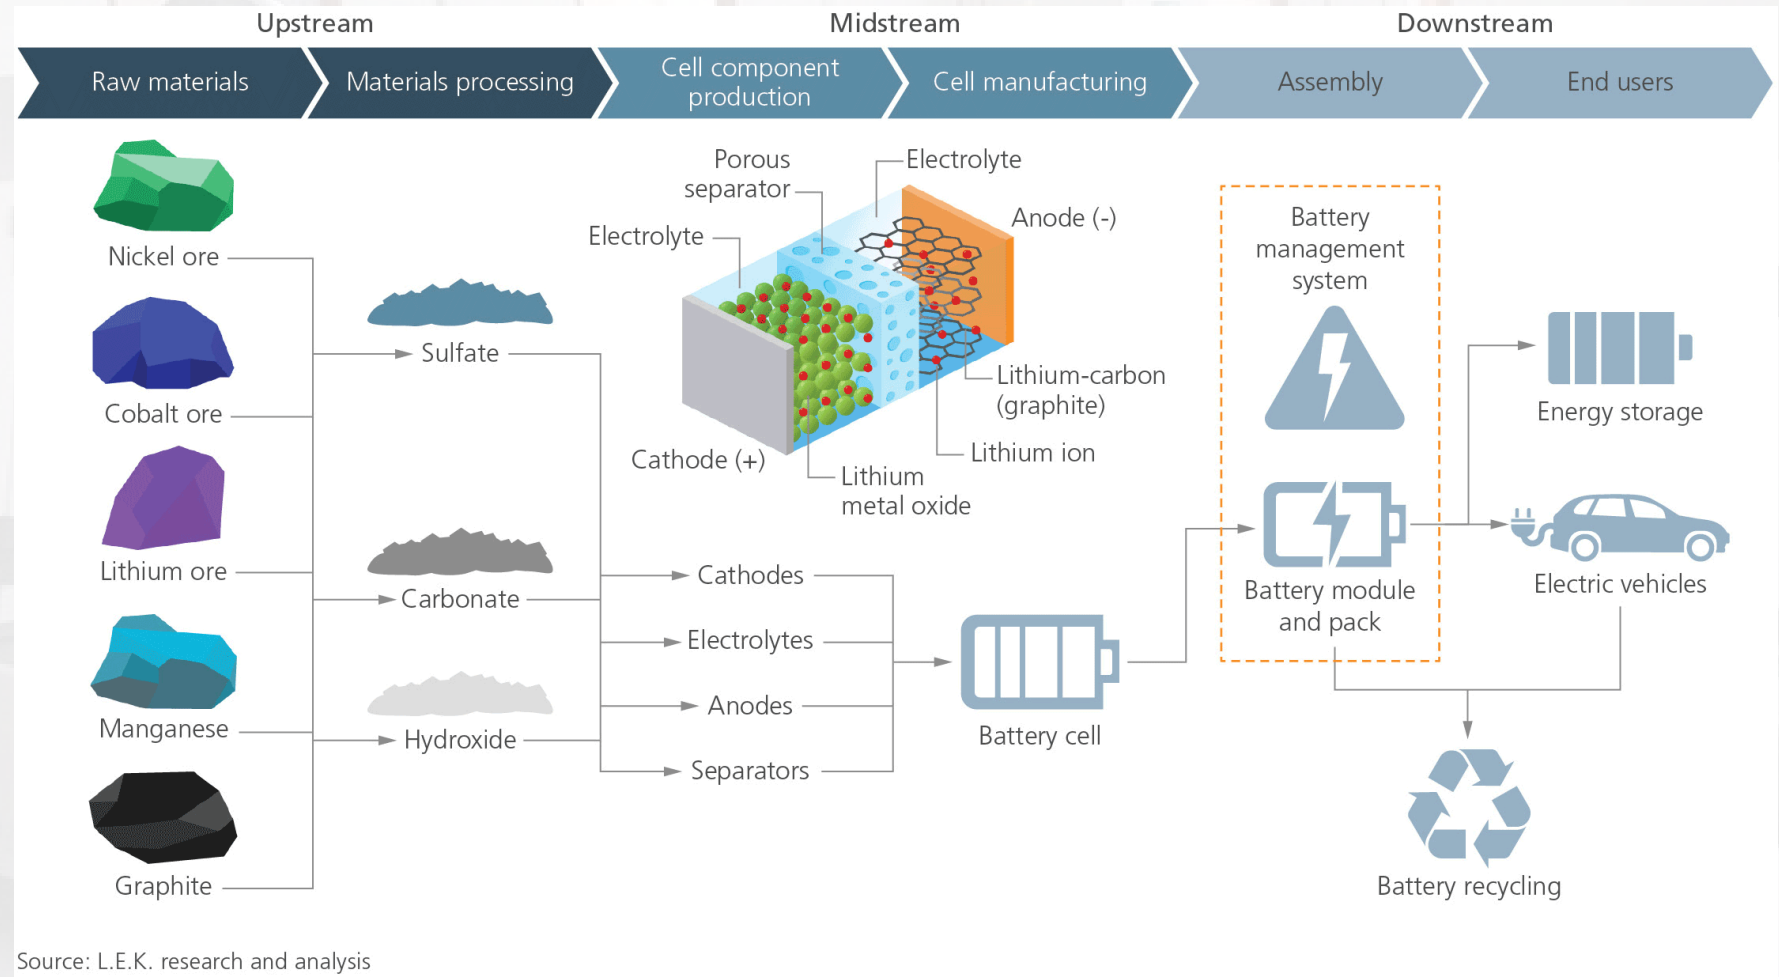 Upstream
Midstream
Downstream
Raw materials
Materials processing
Cell component
production
Cell manufacturing
Assembly
End users
Nickel ore
Cobalt ore
Lithium ore
Manganese
Graphite
Sulfate
Carbonate
Hydroxide
Porous
separator
Electrolyte
Electrolyte
Anode (-)
Lithium-carbon
(graphite)
Lithium ion
Cathode (+)
Lithium
metal oxide
Cathodes
Electrolytes
Anodes
Separators
Battery cell
Battery
management
system
Battery module
and pack
Energy storage
Electric vehicles
Battery recycling
Source: L.E.K. research and analysis